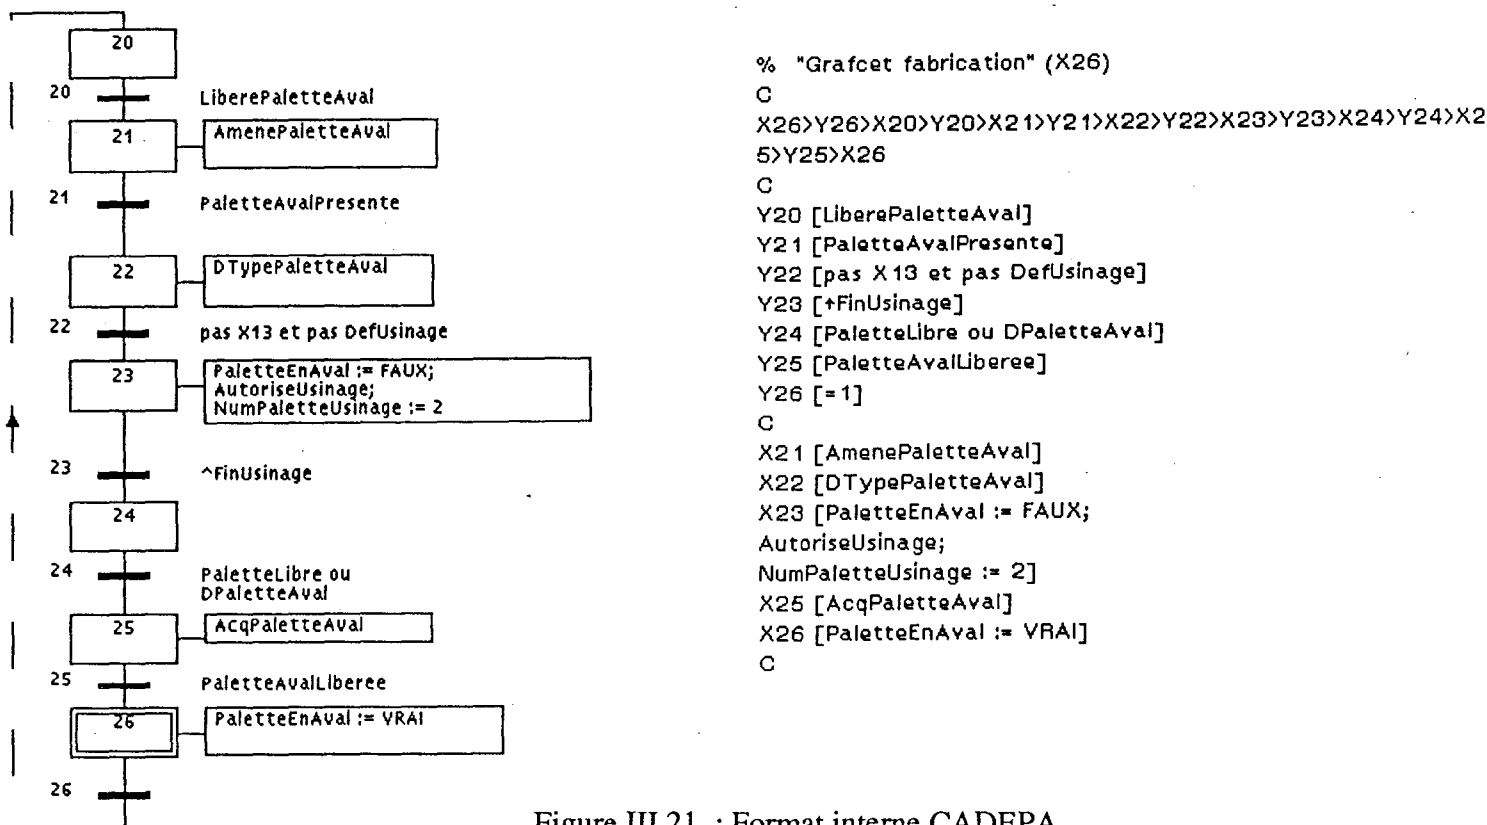 20
20 LiberePaletteAval
21 AmenePaletteAval
21 PaletteAvalPresente
22 DTypePaletteAval
22 pas X13 et pas DefUsinage
23 PaletteEnAval := FAUX;
AutoriseUsinage;
NumPaletteUsinage := 2
23 ^FinUsinage
24
24 PaletteLibre ou
DPaletteAval
25 AcqPaletteAval
25 PaletteAvalLiberee
26 PaletteEnAval := VRAI
26
% "Grafcet fabrication" (X26)
C
X26>Y26>X20>Y20>X21>Y21>X22>Y22>X23>Y23>X24>Y24>X2
5>Y25>X26
C
Y20 [LiberePaletteAval]
Y21 [PaletteAvalPresente]
Y22 [pas X13 et pas DefUsinage]
Y23 [↑FinUsinage]
Y24 [PaletteLibre ou DPaletteAval]
Y25 [PaletteAvalLiberee]
Y26 [=1]
C
X21 [AmenePaletteAval]
X22 [DTypePaletteAval]
X23 [PaletteEnAval := FAUX;
AutoriseUsinage;
NumPaletteUsinage := 2]
X25 [AcqPaletteAval]
X26 [PaletteEnAval := VRAI]
C
Figure III.21 : Format interne CADEPA